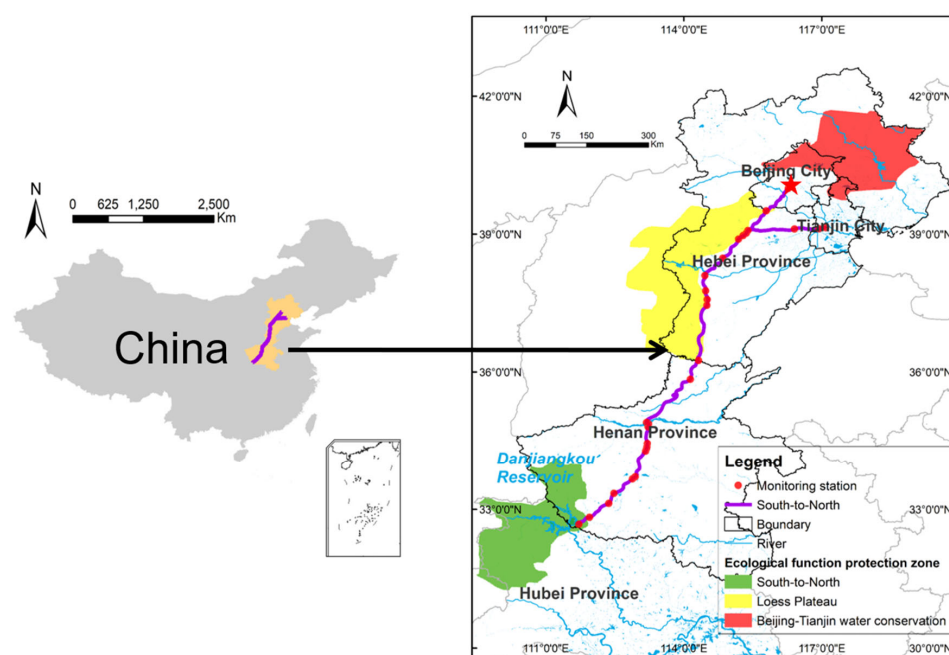 N
0 625 1,250 2,500
Km
China
111°0'0"E 114°0'0"E 117°0'0"E
42°0'0"N 42°0'0"N
N
0 75 150 300
Km
Beijing City
Tianjin City
39°0'0"N 39°0'0"N
Hebei Province
36°0'0"N 36°0'0"N
Henan Province
Danjiangkou
Reservoir
33°0'0"N 33°0'0"N
Hubei Province
Legend
Monitoring station
South-to-North
Boundary
River
Ecological function protection zone
South-to-North
Loess Plateau
Beijing-Tianjin water conservation
111°0'0"E 114°0'0"E 117°0'0"E